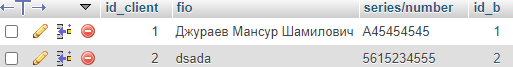 id_client fio series/number id_b
1 Джураев Мансур Шамилович A45454545 1
2 dsada 5615234555 2